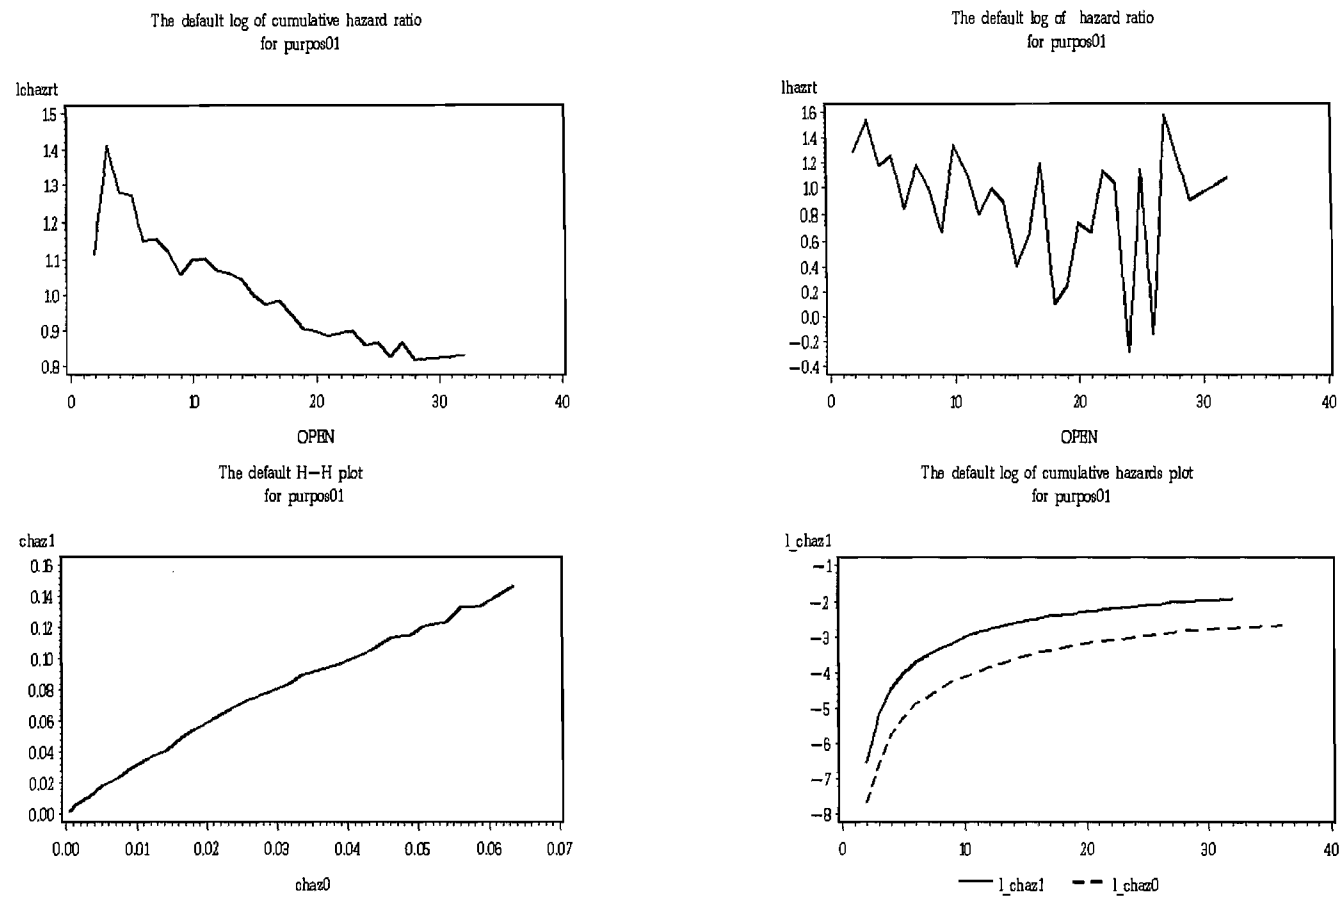 The default log of cumulative hazard ratio
for purpos01
lchazrt
1.5
1.4
1.3
1.2
1.1
1.0
0.9
0.8
0 10 20 30 40
OPEN
The default log of hazard ratio
for purpos01
lhazrt
1.6
1.4
1.2
1.0
0.8
0.6
0.4
0.2
0.0
−0.2
−0.4
0 10 20 30 40
OPEN
The default H−H plot
for purpos01
chaz1
0.16
0.14
0.12
0.10
0.08
0.06
0.04
0.02
0.00
0.00 0.01 0.02 0.03 0.04 0.05 0.06 0.07
chaz0
The default log of cumulative hazards plot
for purpos01
l_chaz1
−1
−2
−3
−4
−5
−6
−7
−8
0 10 20 30 40
l_chaz1 l_chaz0